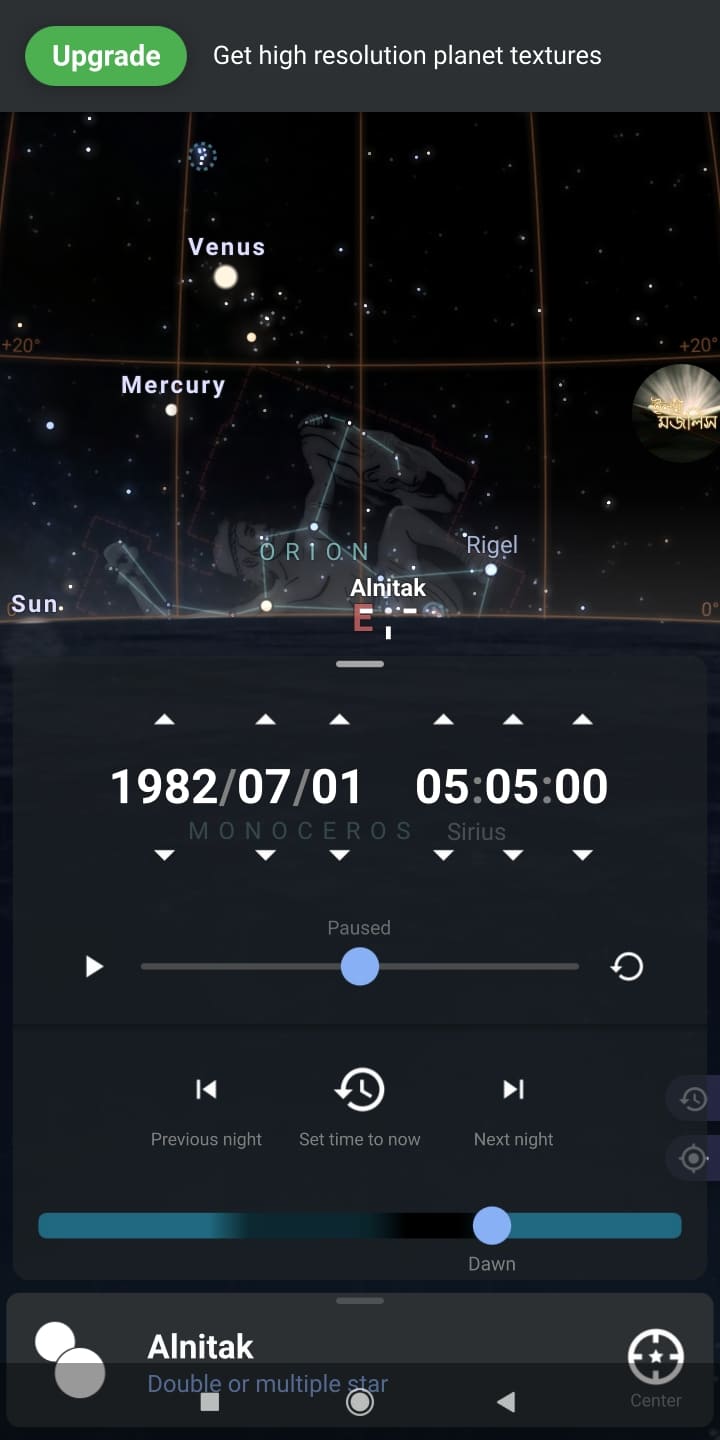 Upgrade Get high resolution planet textures
Venus
+20° +20°
Mercury
মজলিস
ORION Rigel
Alnitak
Sun 0° 0°
E
1982/07/01 05:05:00
MONOCEROS Sirius
Paused
Previous night Set time to now Next night
Dawn
Alnitak
Double or multiple star
Center